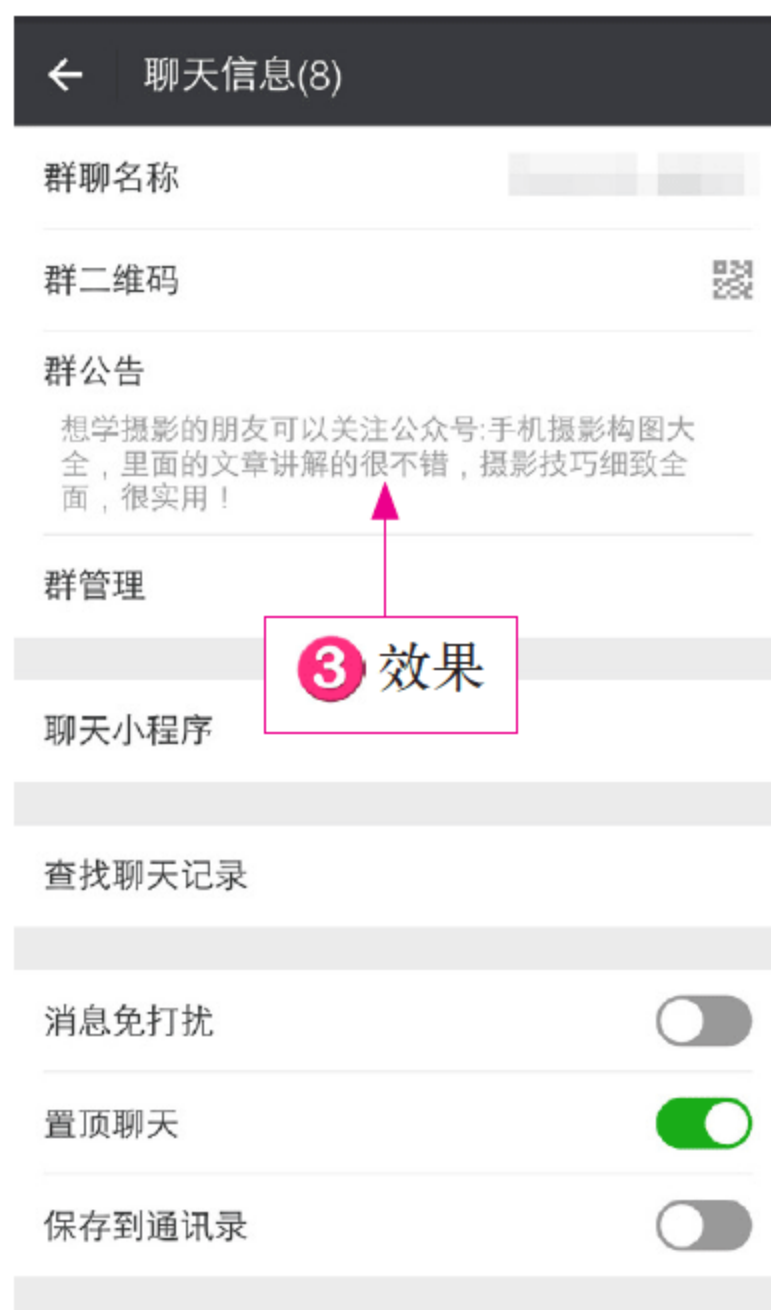 聊天信息(8)
群聊名称
群二维码
群公告
想学摄影的朋友可以关注公众号:手机摄影构图大
全，里面的文章讲解的很不错，摄影技巧细致全
面，很实用！
群管理
3 效果
聊天小程序
查找聊天记录
消息免打扰
置顶聊天
保存到通讯录